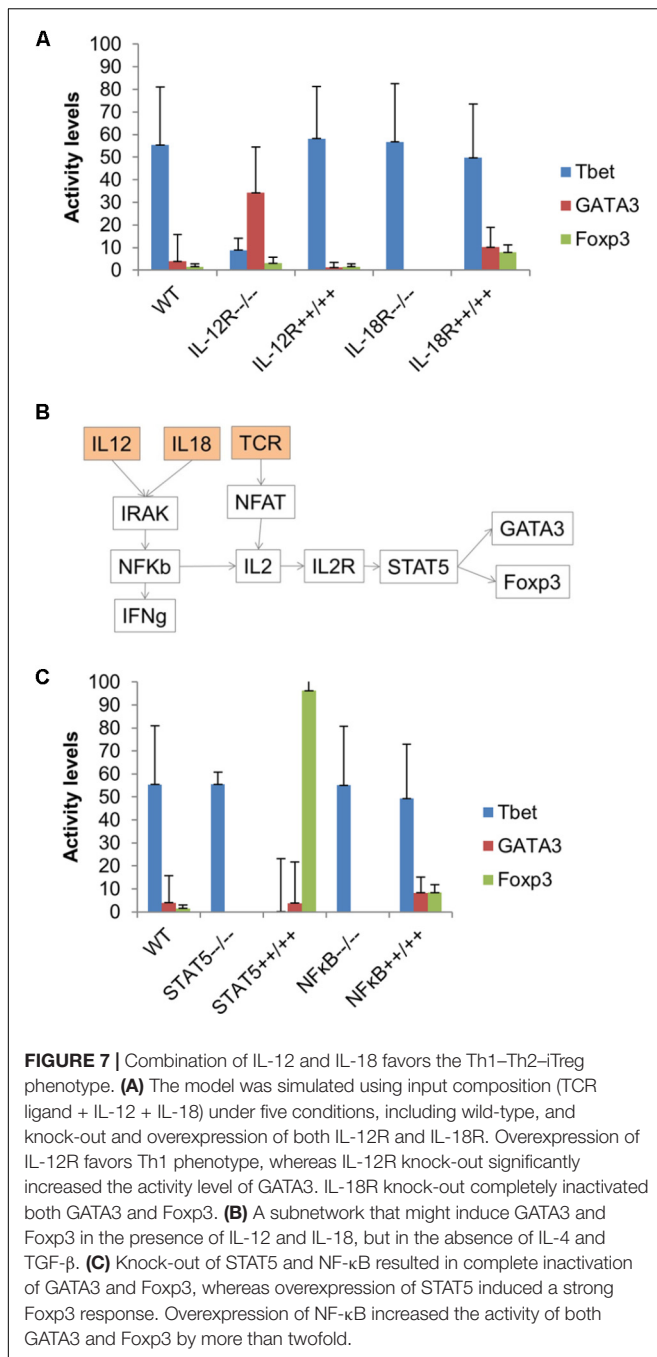 A
Activity levels
100
90
80
70
60
50
40
30
20
10
0
WT
IL-12R--/--
IL-12R++/++
IL-18R--/--
IL-18R++/++
Tbet
GATA3
Foxp3
B
IL12 IL18 TCR
IRAK NFAT
GATA3
NFKb IL2 IL2R STAT5
Foxp3
IFNg
C
Activity levels
100
90
80
70
60
50
40
30
20
10
0
WT
STAT5--/--
STAT5++/++
NFκB--/--
NFκB++/++
Tbet
GATA3
Foxp3
FIGURE 7 | Combination of IL-12 and IL-18 favors the Th1–Th2–iTreg
phenotype. (A) The model was simulated using input composition (TCR
ligand + IL-12 + IL-18) under five conditions, including wild-type, and
knock-out and overexpression of both IL-12R and IL-18R. Overexpression of
IL-12R favors Th1 phenotype, whereas IL-12R knock-out significantly
increased the activity level of GATA3. IL-18R knock-out completely inactivated
both GATA3 and Foxp3. (B) A subnetwork that might induce GATA3 and
Foxp3 in the presence of IL-12 and IL-18, but in the absence of IL-4 and
TGF-β. (C) Knock-out of STAT5 and NF-κB resulted in complete inactivation
of GATA3 and Foxp3, whereas overexpression of STAT5 induced a strong
Foxp3 response. Overexpression of NF-κB increased the activity of both
GATA3 and Foxp3 by more than twofold.